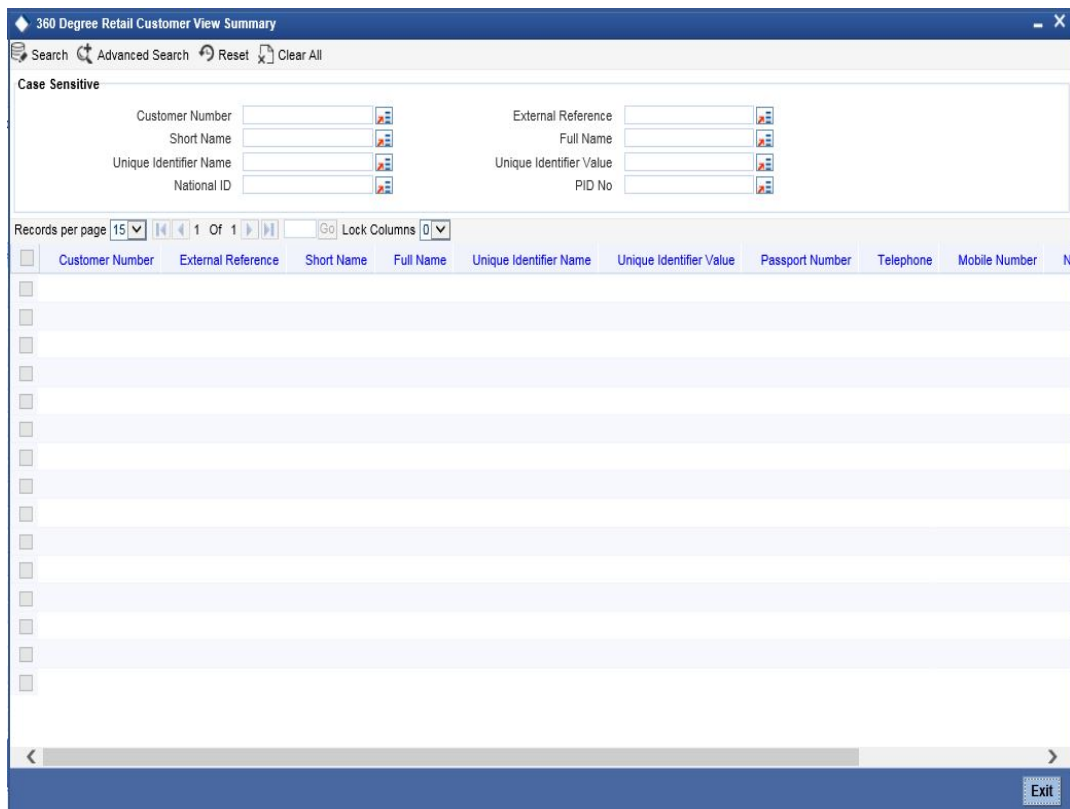 360 Degree Retail Customer View Summary
Search Advanced Search Reset Clear All
Case Sensitive
Customer Number External Reference
Short Name Full Name
Unique Identifier Name Unique Identifier Value
National ID PID No
Records per page 15 1 Of 1 Go Lock Columns 0
Customer Number External Reference Short Name Full Name Unique Identifier Name Unique Identifier Value Passport Number Telephone Mobile Number N
Exit